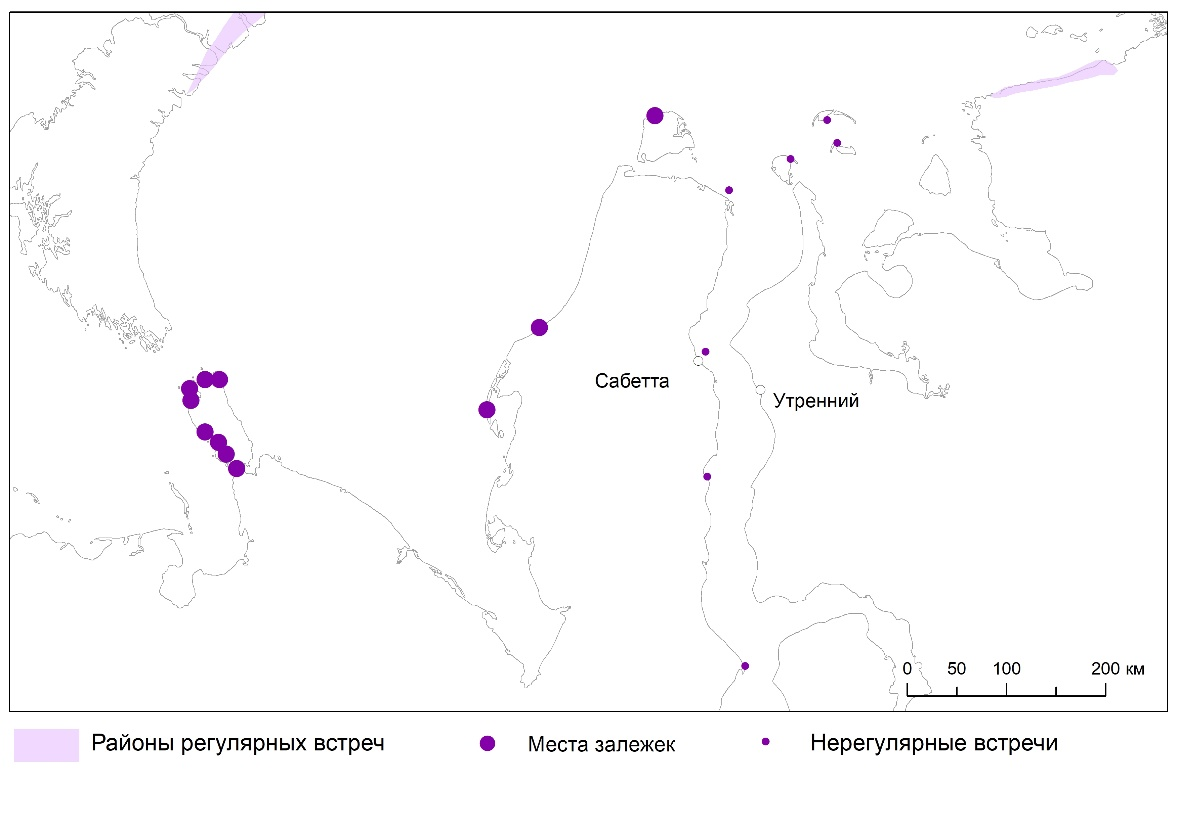 Сабетта
Утренний
0 50 100 200 км
Районы регулярных встреч
Места залежек
Нерегулярные встречи